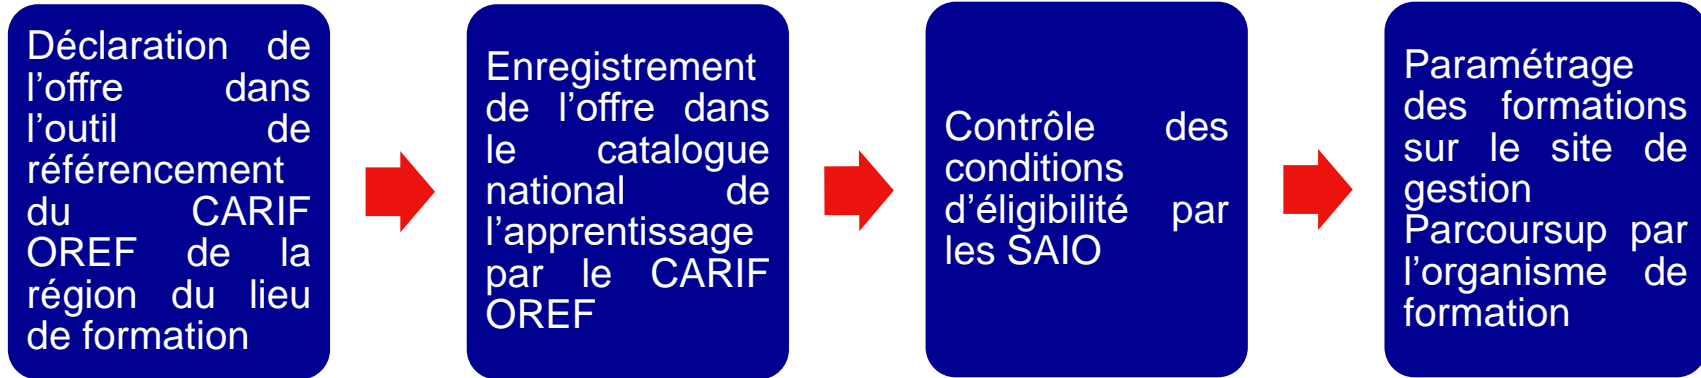 Déclaration de
l’offre dans
l’outil de
référencement
du CARIF
OREF de la
région du lieu
de formation
Enregistrement
de l’offre dans
le catalogue
national de
l’apprentissage
par le CARIF
OREF
Contrôle des
conditions
d’éligibilité par
les SAIO
Paramétrage
des formations
sur le site de
gestion
Parcoursup par
l’organisme de
formation